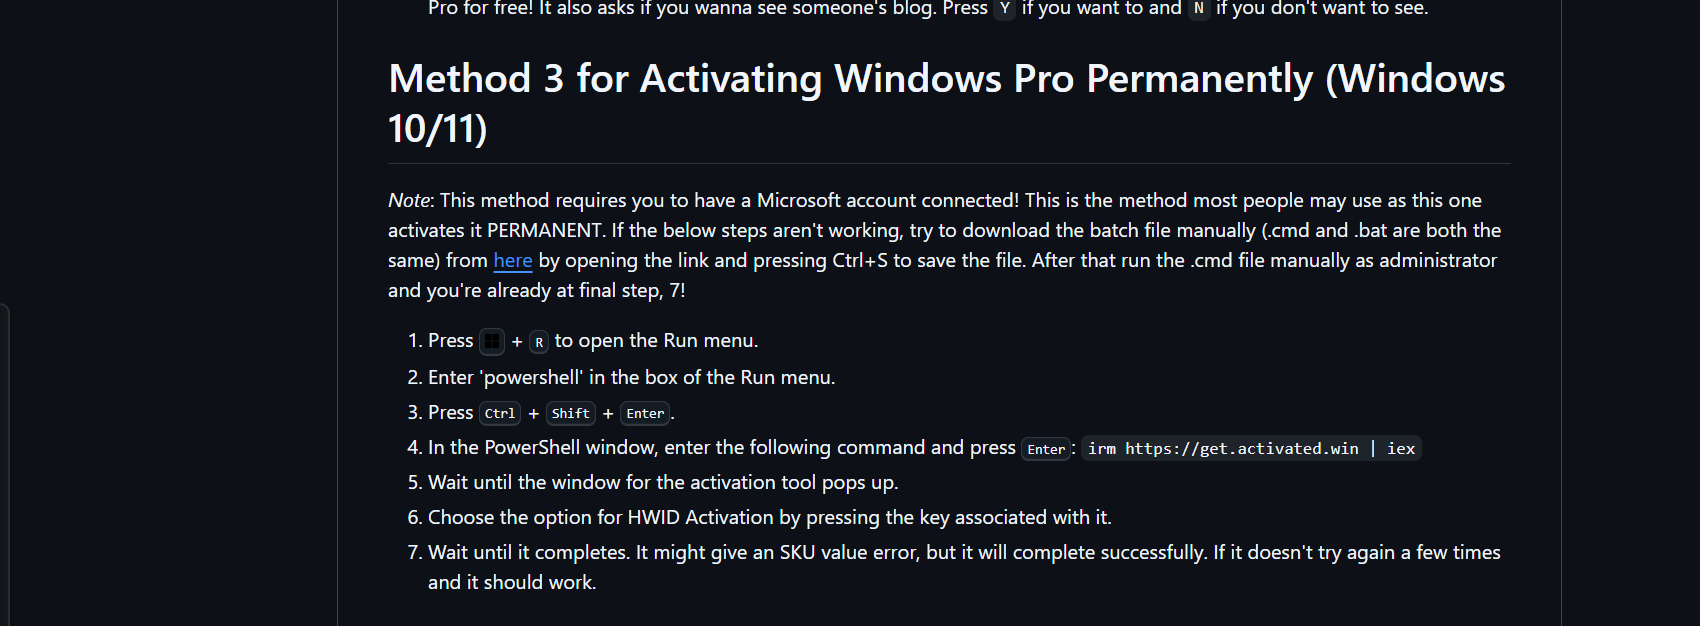 Pro for free! It also asks if you wanna see someone's blog. Press Y if you want to and N if you don't want to see.
Method 3 for Activating Windows Pro Permanently (Windows
10/11)
Note: This method requires you to have a Microsoft account connected! This is the method most people may use as this one
activates it PERMANENT. If the below steps aren't working, try to download the batch file manually (.cmd and .bat are both the
same) from here by opening the link and pressing Ctrl+S to save the file. After that run the .cmd file manually as administrator
and you're already at final step, 7!
1. Press + R to open the Run menu.
2. Enter 'powershell' in the box of the Run menu.
3. Press Ctrl + Shift + Enter.
4. In the PowerShell window, enter the following command and press Enter: irm https://get.activated.win | iex
5. Wait until the window for the activation tool pops up.
6. Choose the option for HWID Activation by pressing the key associated with it.
7. Wait until it completes. It might give an SKU value error, but it will complete successfully. If it doesn't try again a few times
and it should work.